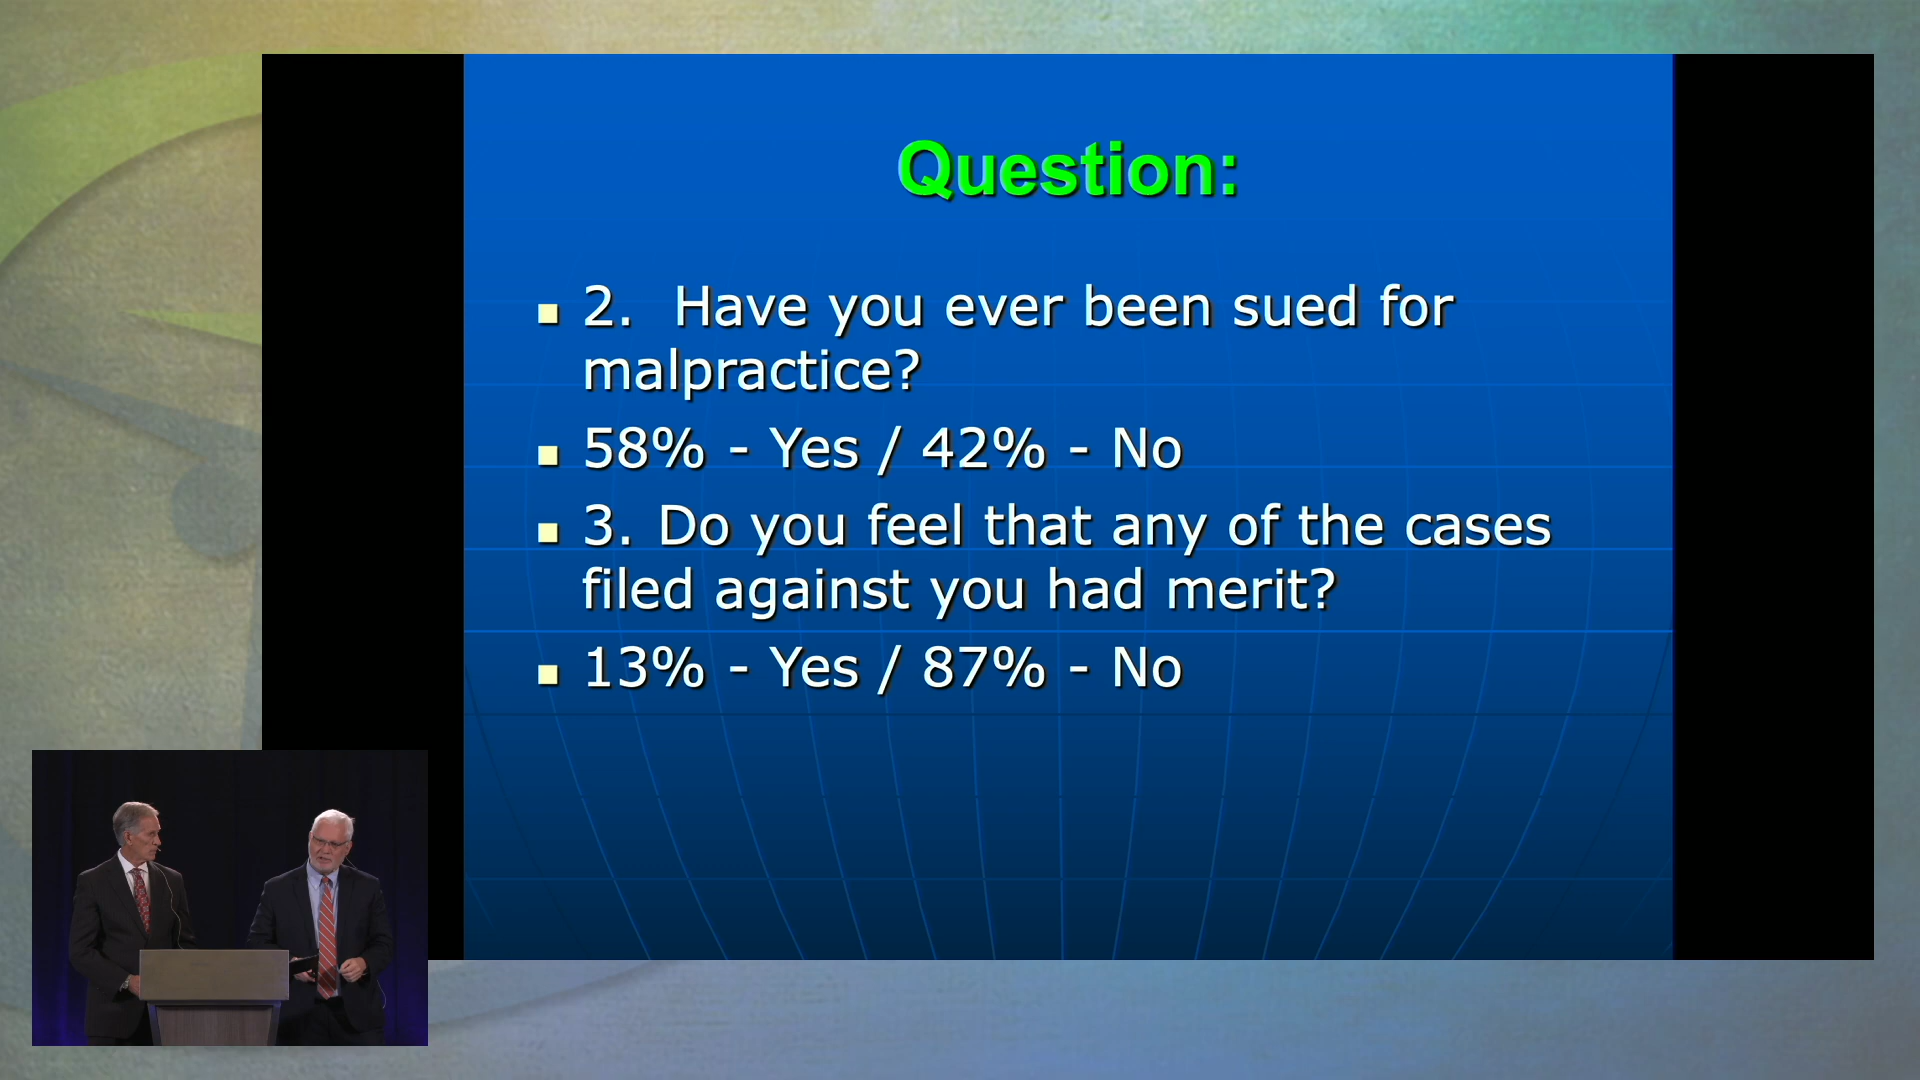 Question:
2. Have you ever been sued for
malpractice?
58% - Yes / 42% - No
3. Do you feel that any of the cases
filed against you had merit?
13% - Yes / 87% - No